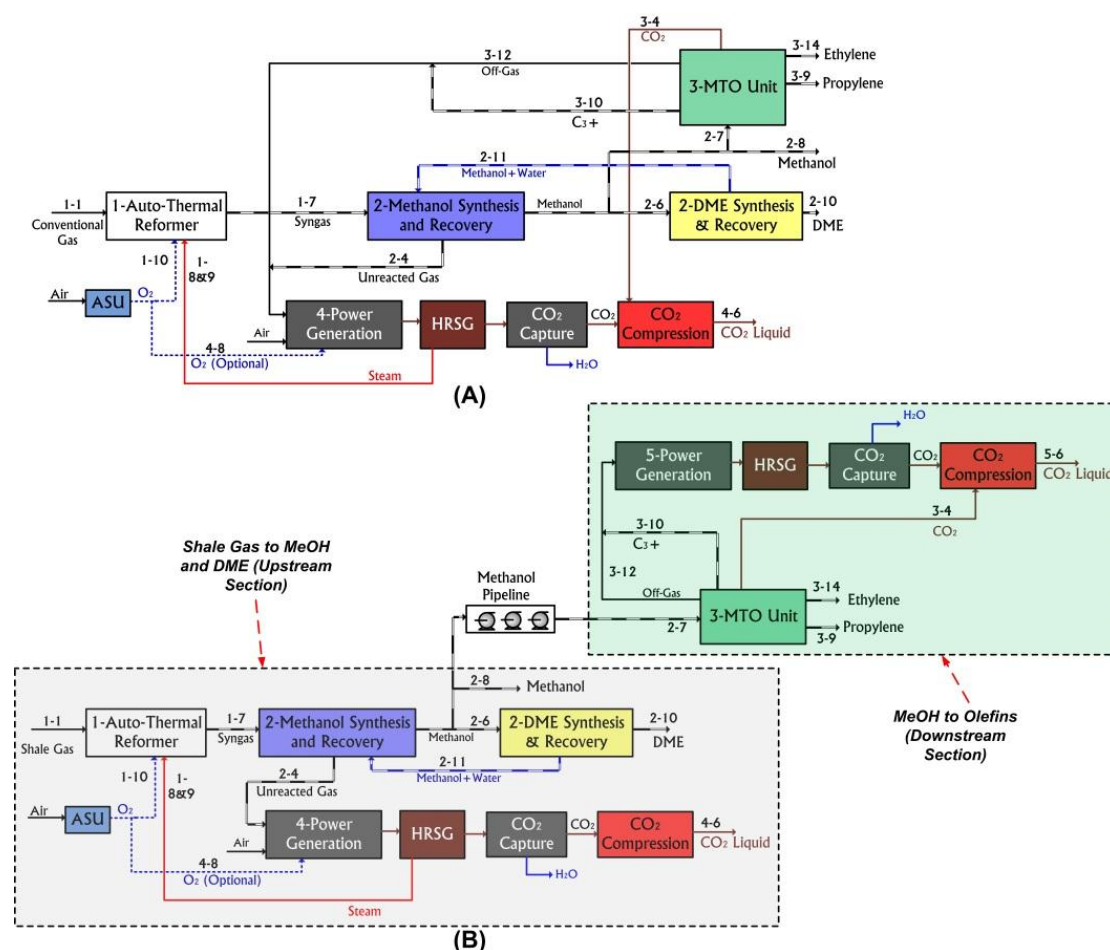 3-4
CO₂
3-12
Off-Gas
3-14
Ethylene
3-MTO Unit
3-9
Propylene
3-10
C₃+
2-7
2-8
Methanol
2-11
Methanol+Water
1-1
Conventional
Gas
1-Auto-Thermal
Reformer
1-7
Syngas
2-Methanol Synthesis
and Recovery
Methanol
2-6
2-DME Synthesis
& Recovery
2-10
DME
1-10
1-
8&9
2-4
Unreacted Gas
Air
ASU
O₂
4-Power
Generation
HRSG
CO₂
Capture
CO₂
CO₂
Compression
4-6
CO₂ Liquid
Air
4-8
O₂ (Optional)
H₂O
Steam
(A)
H₂O
5-Power
Generation
HRSG
CO₂
Capture
CO₂
CO₂
Compression
5-6
CO₂ Liquid
3-10
C₃+
3-4
CO₂
Shale Gas to MeOH
and DME (Upstream
Section)
Methanol
Pipeline
3-12
Off-Gas
3-MTO Unit
3-14
Ethylene
3-9
Propylene
2-7
2-8
Methanol
1-1
Shale Gas
1-Auto-Thermal
Reformer
1-7
Syngas
2-Methanol Synthesis
and Recovery
Methanol
2-6
2-DME Synthesis
& Recovery
2-10
DME
MeOH to Olefins
(Downstream
Section)
2-11
Methanol+Water
1-10
1-
8&9
2-4
Unreacted Gas
Air
ASU
O₂
4-Power
Generation
HRSG
CO₂
Capture
CO₂
CO₂
Compression
4-6
CO₂ Liquid
Air
4-8
O₂ (Optional)
H₂O
Steam
(B)